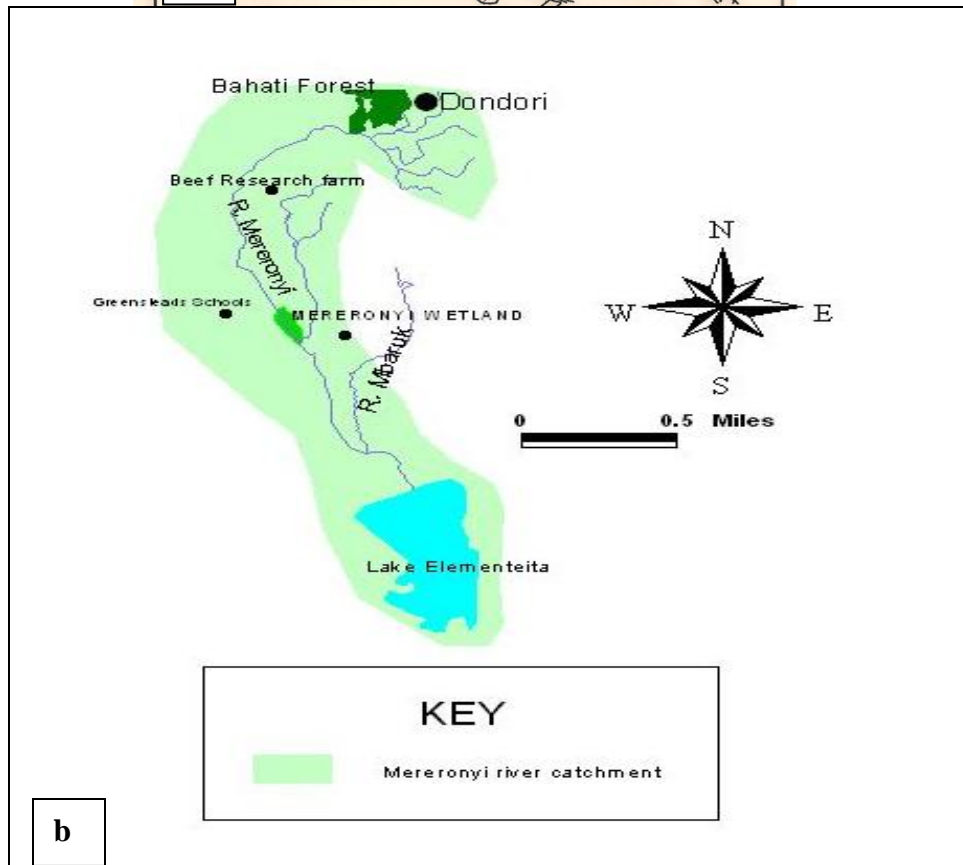 Bahati Forest
Dondori
Beef Research farm
R. Mereronyi
Greensteads Schools
MERERONYI WETLAND
R. Mbaruk
N
W E
S
0 0.5 Miles
Lake Elementeita
KEY
Mereronyi river catchment
b